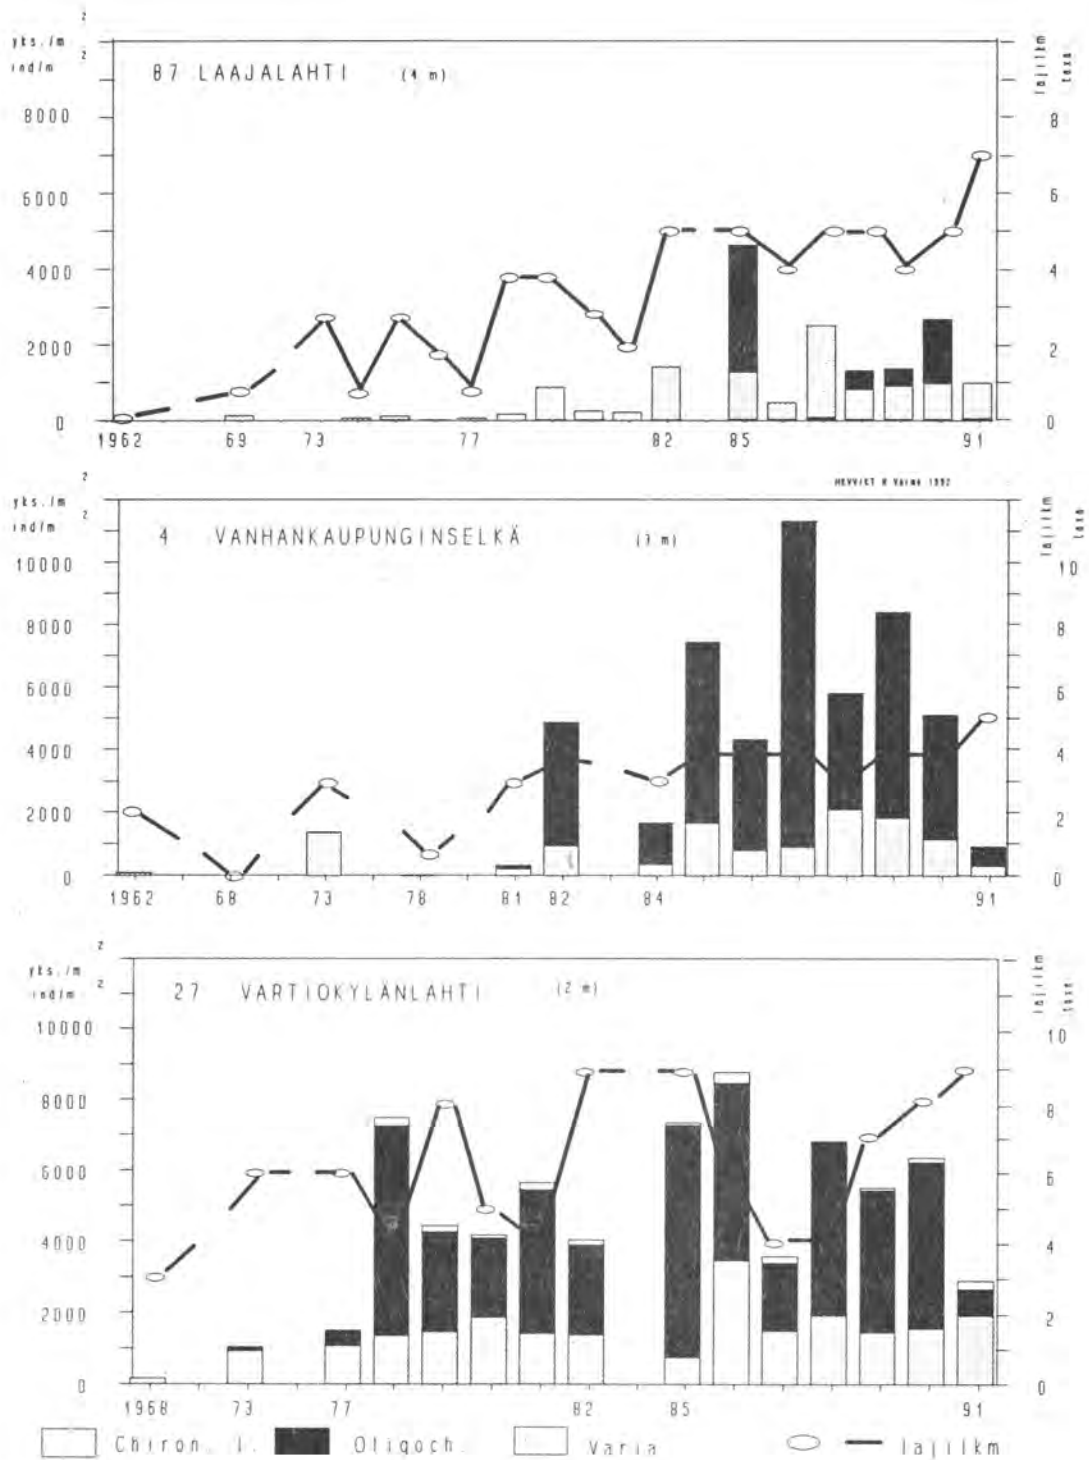 yks./m² lajilkm
ind/m² taxa
87 LAAJALAHTI (4 m)
8000 8
6000 6
4000 4
2000 2
0 0
1962 69 73 77 82 85 91
HEVVIKT R Varmo 1992
yks./m² lajilkm
ind/m² taxa
4 VANHANKAUPUNGINSELKÄ (3 m)
10000 10
8000 8
6000 6
4000 4
2000 2
0 0
1962 68 73 78 81 82 84 91
yks./m² lajilkm
ind/m² taxa
27 VARTIOKYLÄNLAHTI (2 m)
10000 10
8000 8
6000 6
4000 4
2000 2
0 0
1968 73 77 82 85 91
Chiron. l. Oligoch. Varia lajilkm